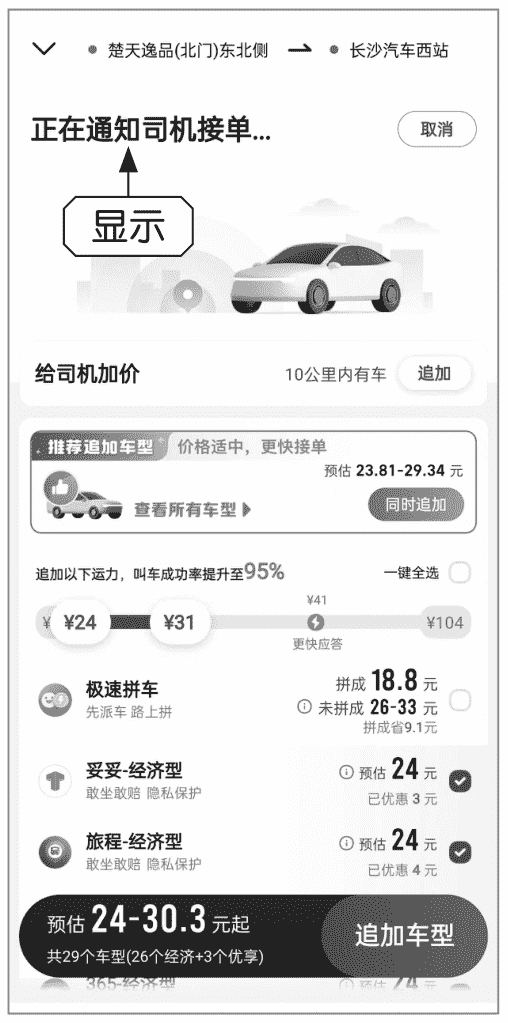 楚天逸品(北门)东北侧 → 长沙汽车西站
正在通知司机接单...
取消
显示
给司机加价
10公里内有车
追加
推荐追加车型
价格适中，更快接单
预估 23.81-29.34 元
查看所有车型
同时追加
追加以下运力，叫车成功率提升至95%
一键全选
¥24
¥31
¥41
¥104
更快应答
极速拼车
拼成 18.8 元
先派车 路上拼
未拼成 26-33 元
拼成省9.1元
妥妥-经济型
预估 24 元
敢坐敢赔 隐私保护
已优惠 3 元
旅程-经济型
预估 24 元
敢坐敢赔 隐私保护
已优惠 4 元
预估 24-30.3 元起
共29个车型(26个经济+3个优享)
追加车型
365-经济型
预估 24 元